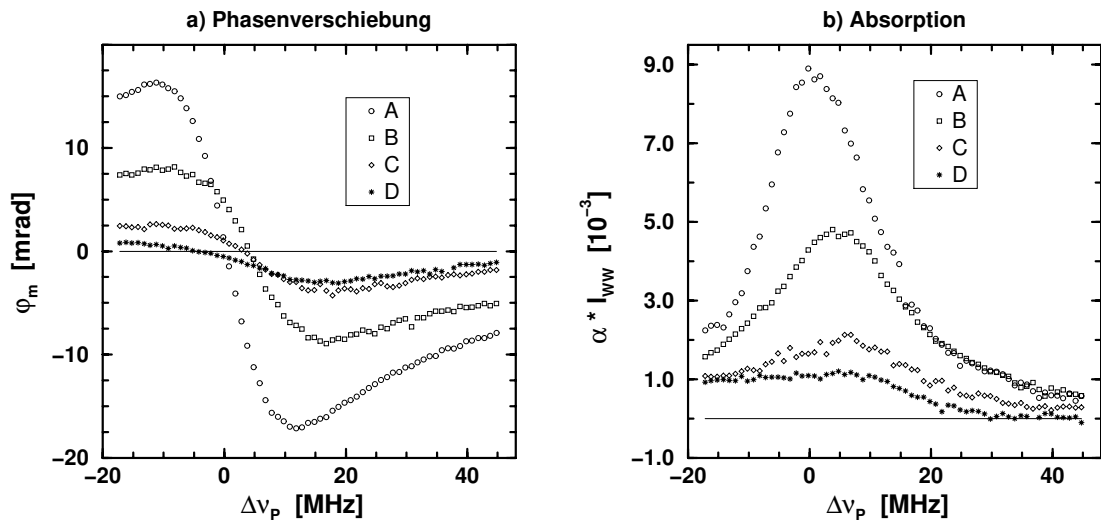 a) Phasenverschiebung
φm [mrad]
10
0
−10
−20
−20
0
20
40
ΔνP [MHz]
A
B
C
D
b) Absorption
α * lWW [10−3]
9.0
7.0
5.0
3.0
1.0
−1.0
−20
0
20
40
ΔνP [MHz]
A
B
C
D